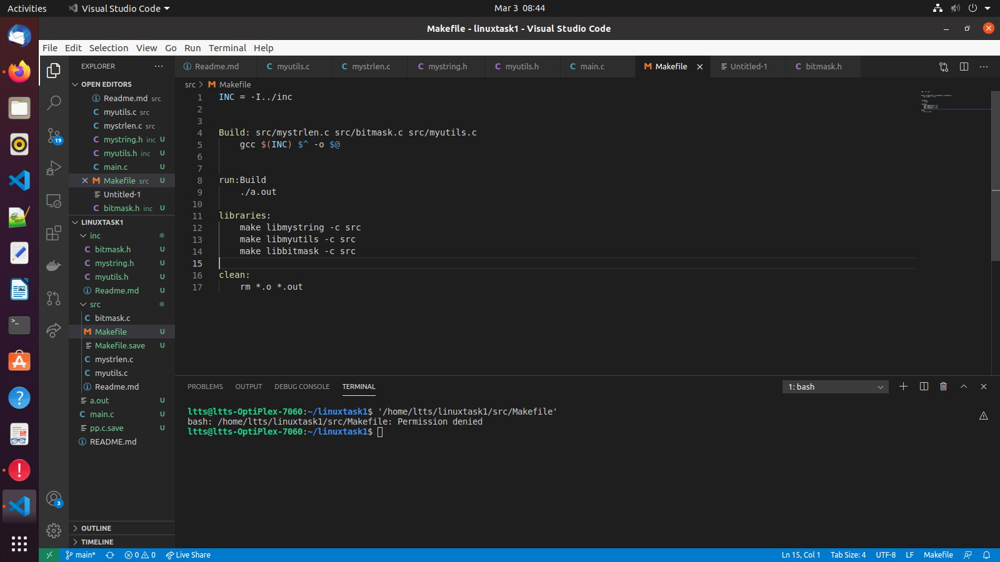 Activities
Visual Studio Code
Mar 3 08:44
Makefile - linuxtask1 - Visual Studio Code
File Edit Selection View Go Run Terminal Help
EXPLORER
OPEN EDITORS
Readme.md src
myutils.c src
mystrlen.c src
mystring.h inc U
myutils.h inc U
main.c U
Makefile src U
Untitled-1
bitmask.h inc U
LINUXTASK1
inc
bitmask.h U
mystring.h U
myutils.h U
Readme.md U
src
bitmask.c
Makefile U
Makefile.save U
mystrlen.c
myutils.c
Readme.md
a.out U
main.c U
pp.c.save U
README.md
OUTLINE
TIMELINE
19
3
Readme.md myutils.c mystrlen.c mystring.h myutils.h main.c Makefile Untitled-1 bitmask.h
src > Makefile
1 INC = -I../inc
2
3
4 Build: src/mystrlen.c src/bitmask.c src/myutils.c
5 gcc $(INC) $^ -o $@
6
7
8 run:Build
9 ./a.out
10
11 libraries:
12 make libmystring -c src
13 make libmyutils -c src
14 make libbitmask -c src
15
16 clean:
17 rm *.o *.out
PROBLEMS OUTPUT DEBUG CONSOLE TERMINAL
1: bash
ltts@ltts-OptiPlex-7060:~/linuxtask1$ '/home/ltts/linuxtask1/src/Makefile'
bash: /home/ltts/linuxtask1/src/Makefile: Permission denied
ltts@ltts-OptiPlex-7060:~/linuxtask1$
main* 0 0 Live Share
Ln 15, Col 1 Tab Size: 4 UTF-8 LF Makefile